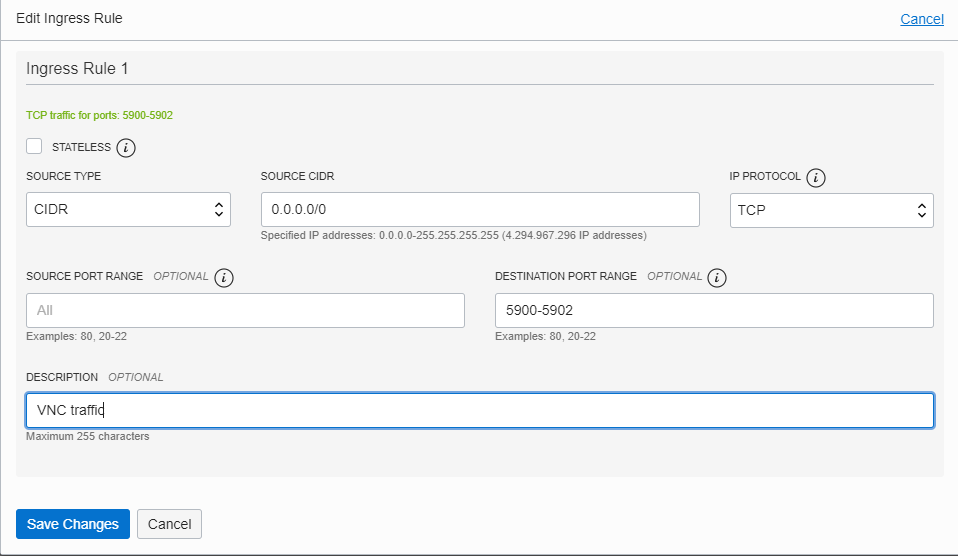 Edit Ingress Rule Cancel
Ingress Rule 1
TCP traffic for ports: 5900-5902
STATELESS i
SOURCE TYPE SOURCE CIDR IP PROTOCOL i
CIDR 0.0.0.0/0 TCP
Specified IP addresses: 0.0.0.0-255.255.255.255 (4.294.967.296 IP addresses)
SOURCE PORT RANGE OPTIONAL i DESTINATION PORT RANGE OPTIONAL i
All 5900-5902
Examples: 80, 20-22 Examples: 80, 20-22
DESCRIPTION OPTIONAL
VNC traffic
Maximum 255 characters
Save Changes Cancel